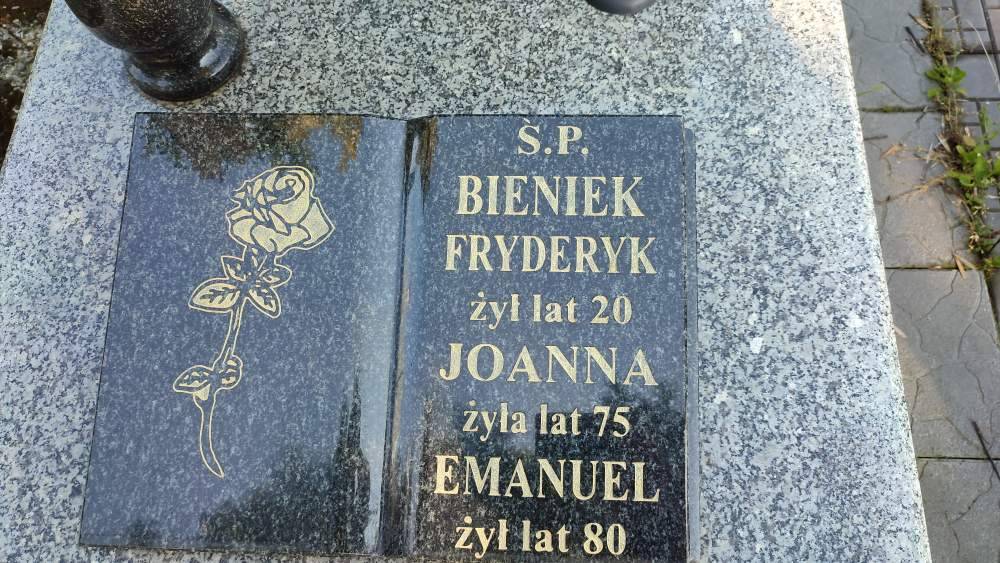 Ś.P.
BIENIEK
FRYDERYK
żył lat 20
JOANNA
żyła lat 75
EMANUEL
żył lat 80